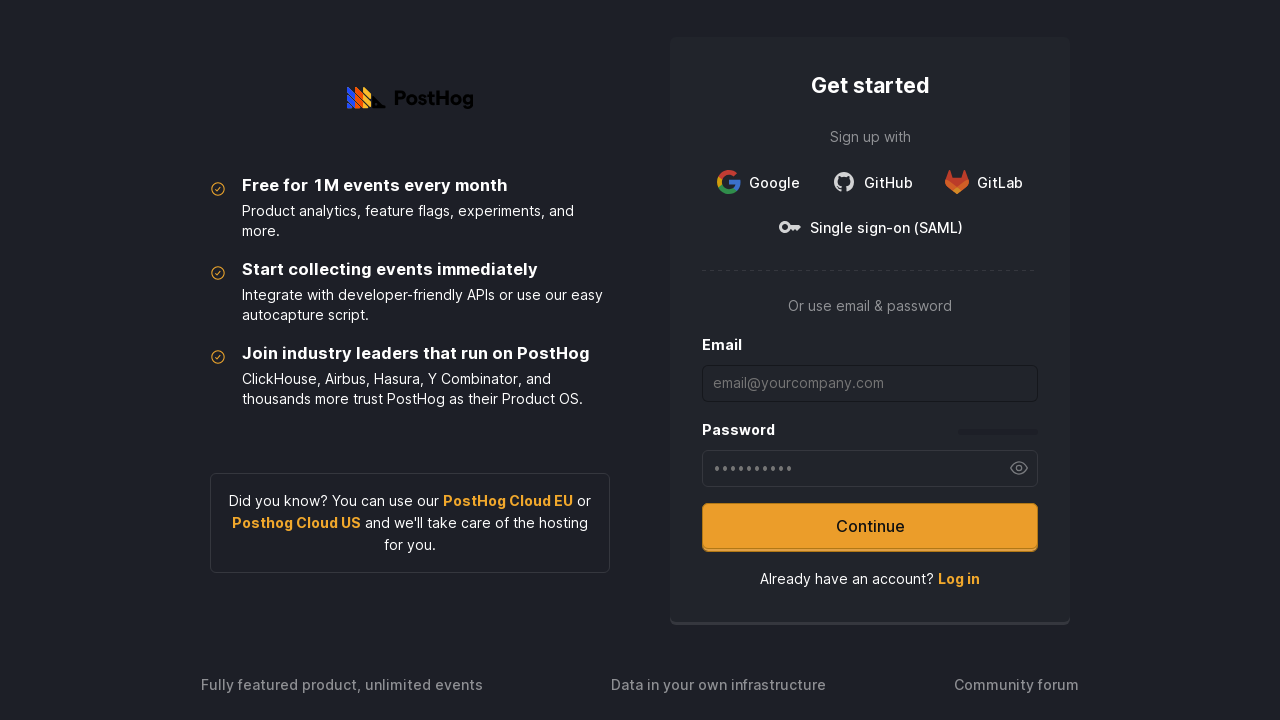 PostHog
Free for 1M events every month
Product analytics, feature flags, experiments, and
more.
Start collecting events immediately
Integrate with developer-friendly APIs or use our easy
autocapture script.
Join industry leaders that run on PostHog
ClickHouse, Airbus, Hasura, Y Combinator, and
thousands more trust PostHog as their Product OS.
Did you know? You can use our PostHog Cloud EU or
Posthog Cloud US and we'll take care of the hosting
for you.
Get started
Sign up with
Google
GitHub
GitLab
Single sign-on (SAML)
Or use email & password
Email
email@yourcompany.com
Password
••••••••••
Continue
Already have an account? Log in
Fully featured product, unlimited events
Data in your own infrastructure
Community forum